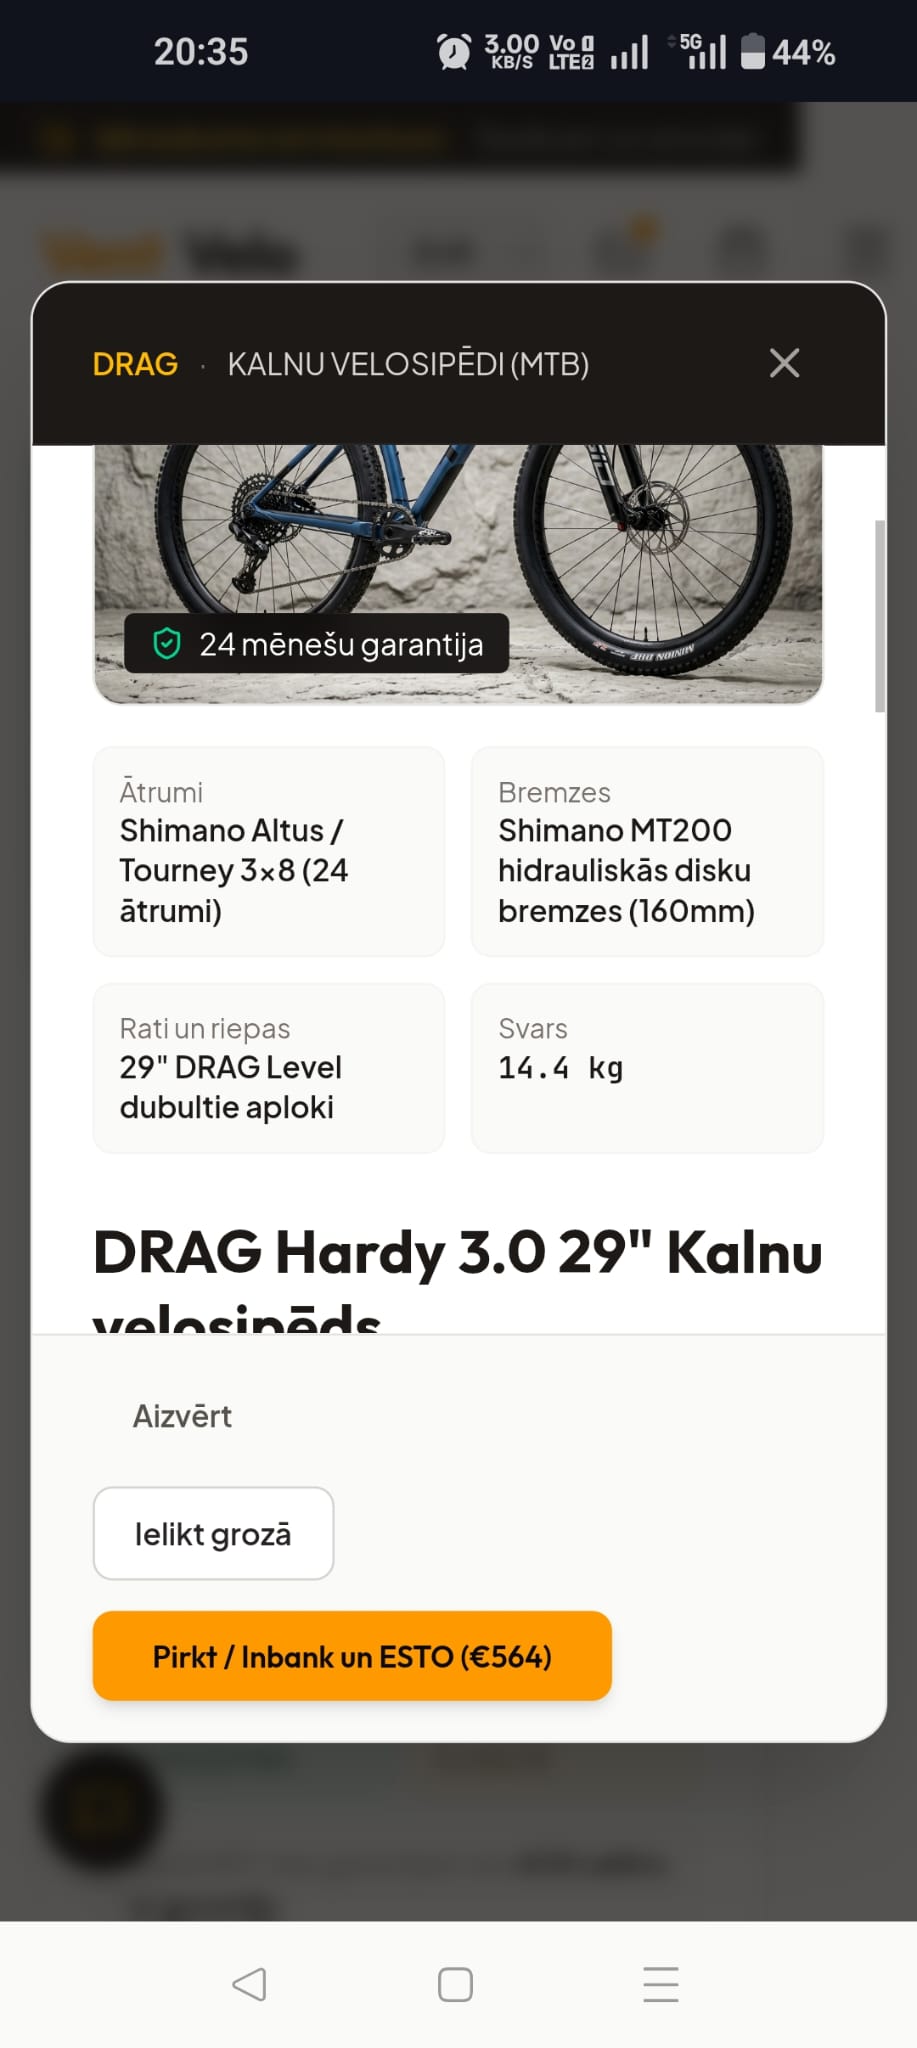 20:35
3.00 KB/S Vo LTE2 5G 44%
DRAG · KALNU VELOSIPĒDI (MTB)
24 mēnešu garantija
MINION DHF
Ātrumi
Shimano Altus /
Tourney 3×8 (24
ātrumi)
Bremzes
Shimano MT200
hidrauliskās disku
bremzes (160mm)
Rati un riepas
29" DRAG Level
dubultie aploki
Svars
14.4 kg
DRAG Hardy 3.0 29" Kalnu
velosipēds
Aizvērt
Ielikt grozā
Pirkt / Inbank un ESTO (€564)